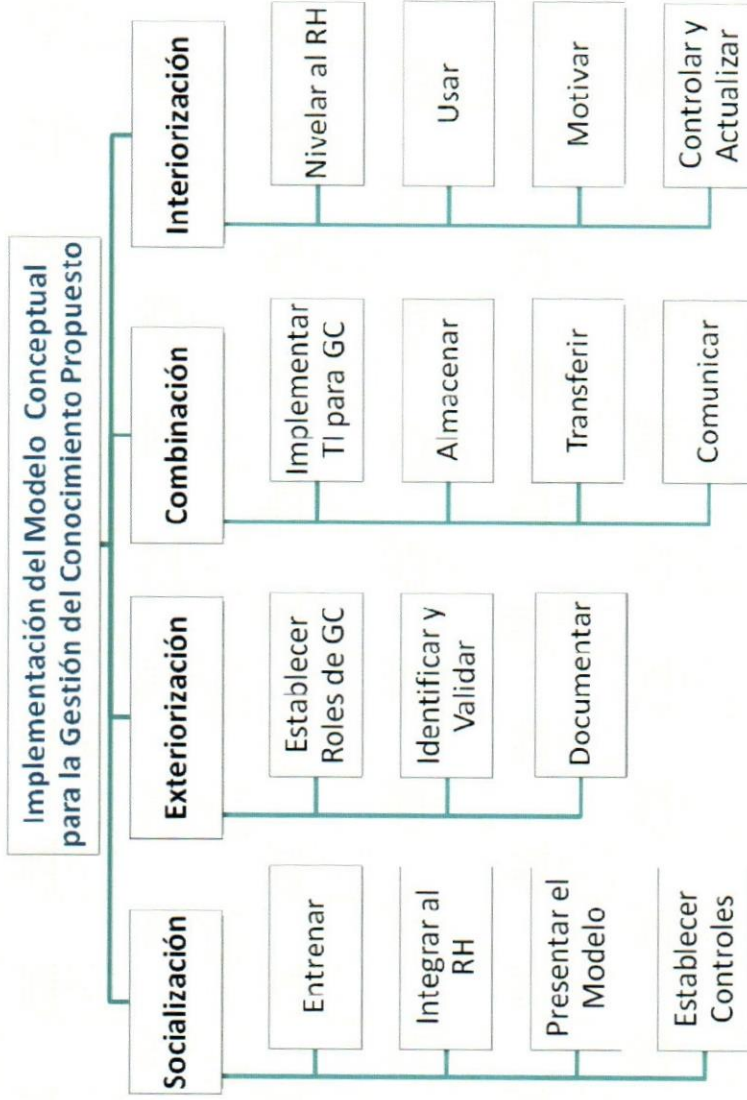 Implementación del Modelo Conceptual
para la Gestión del Conocimiento Propuesto
Socialización
Entrenar
Integrar al
RH
Presentar el
Modelo
Establecer
Controles
Exteriorización
Establecer
Roles de GC
Identificar y
Validar
Documentar
Combinación
Implementar
TI para GC
Almacenar
Transferir
Comunicar
Interiorización
Nivelar al RH
Usar
Motivar
Controlar y
Actualizar